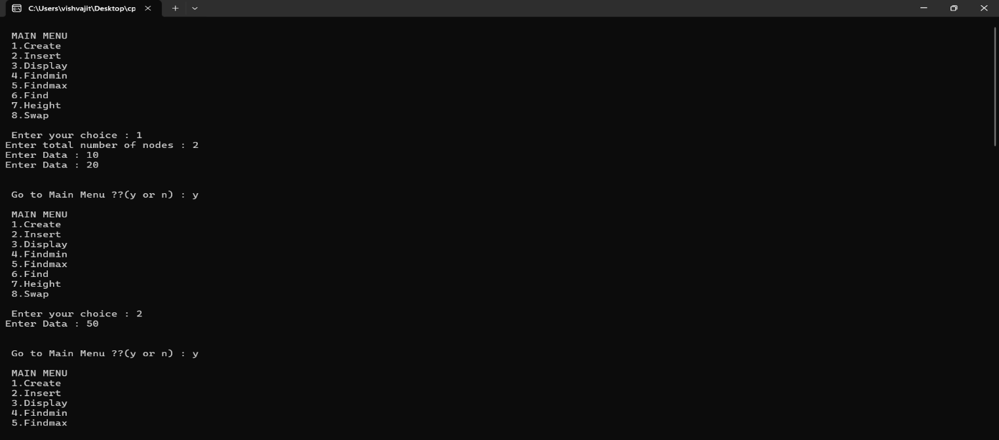 C:\Users\vishvajit\Desktop\cp
MAIN MENU
1.Create
2.Insert
3.Display
4.Findmin
5.Findmax
6.Find
7.Height
8.Swap
Enter your choice : 1
Enter total number of nodes : 2
Enter Data : 10
Enter Data : 20
Go to Main Menu ??(y or n) : y
MAIN MENU
1.Create
2.Insert
3.Display
4.Findmin
5.Findmax
6.Find
7.Height
8.Swap
Enter your choice : 2
Enter Data : 50
Go to Main Menu ??(y or n) : y
MAIN MENU
1.Create
2.Insert
3.Display
4.Findmin
5.Findmax